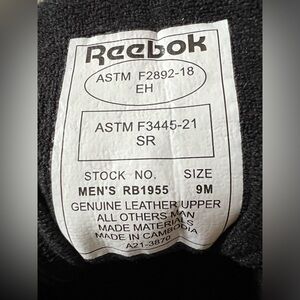 Reebok
ASTM F2892-18
EH
ASTM F3445-21
SR
STOCK NO. SIZE
MEN'S RB1955 9M
GENUINE LEATHER UPPER
ALL OTHERS MAN
MADE MATERIALS
MADE IN CAMBODIA
A21-3870